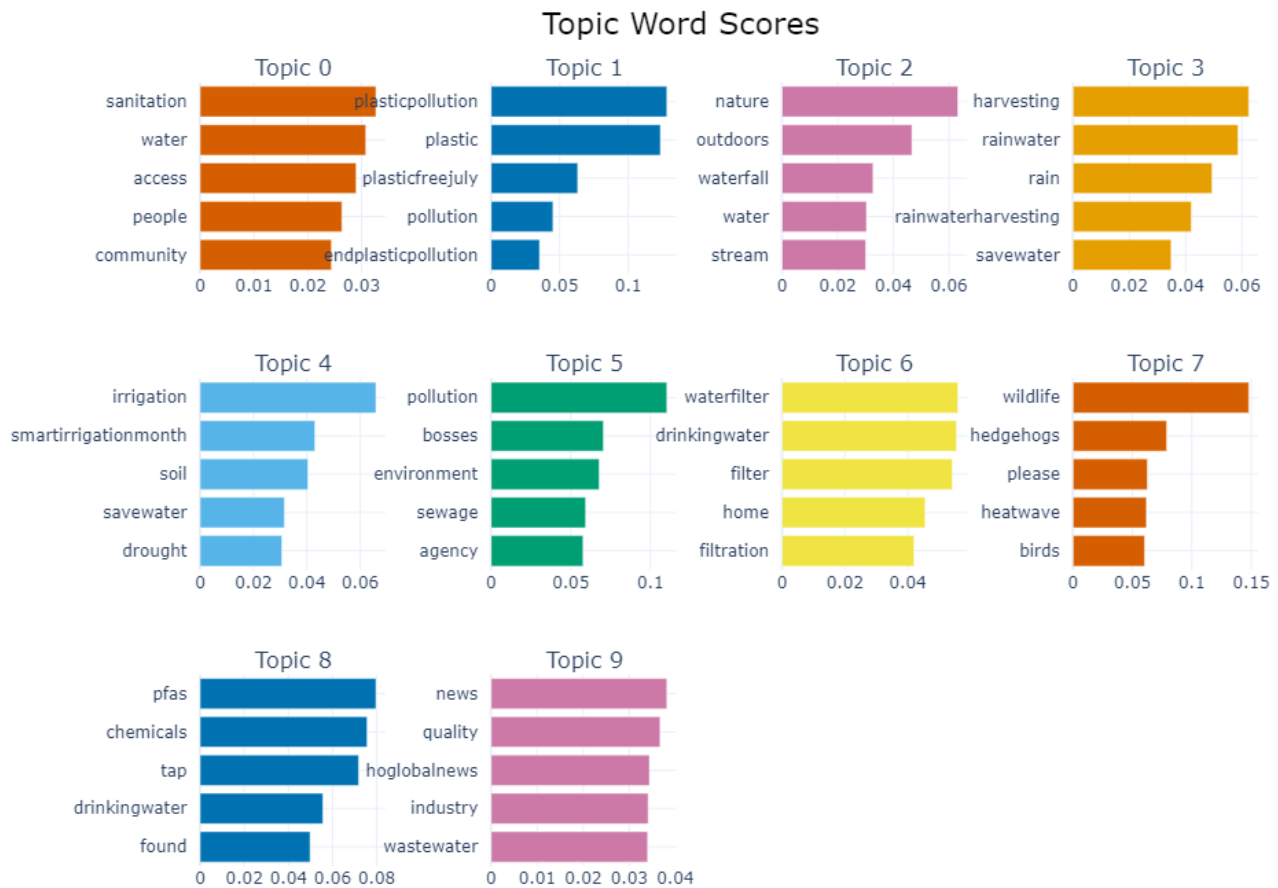 Topic Word Scores
Topic 0
sanitation
water
access
people
community
0 0.01 0.02 0.03
Topic 1
plasticpollution
plastic
plasticfreejuly
pollution
endplasticpollution
0 0.05 0.1
Topic 2
nature
outdoors
waterfall
water
stream
0 0.02 0.04 0.06
Topic 3
harvesting
rainwater
rain
rainwaterharvesting
savewater
0 0.02 0.04 0.06
Topic 4
irrigation
smartirrigationmonth
soil
savewater
drought
0 0.02 0.04 0.06
Topic 5
pollution
bosses
environment
sewage
agency
0 0.05 0.1
Topic 6
waterfilter
drinkingwater
filter
home
filtration
0 0.02 0.04
Topic 7
wildlife
hedgehogs
please
heatwave
birds
0 0.05 0.1 0.15
Topic 8
pfas
chemicals
tap
drinkingwater
found
0 0.02 0.04 0.06 0.08
Topic 9
news
quality
hoglobalnews
industry
wastewater
0 0.01 0.02 0.03 0.04